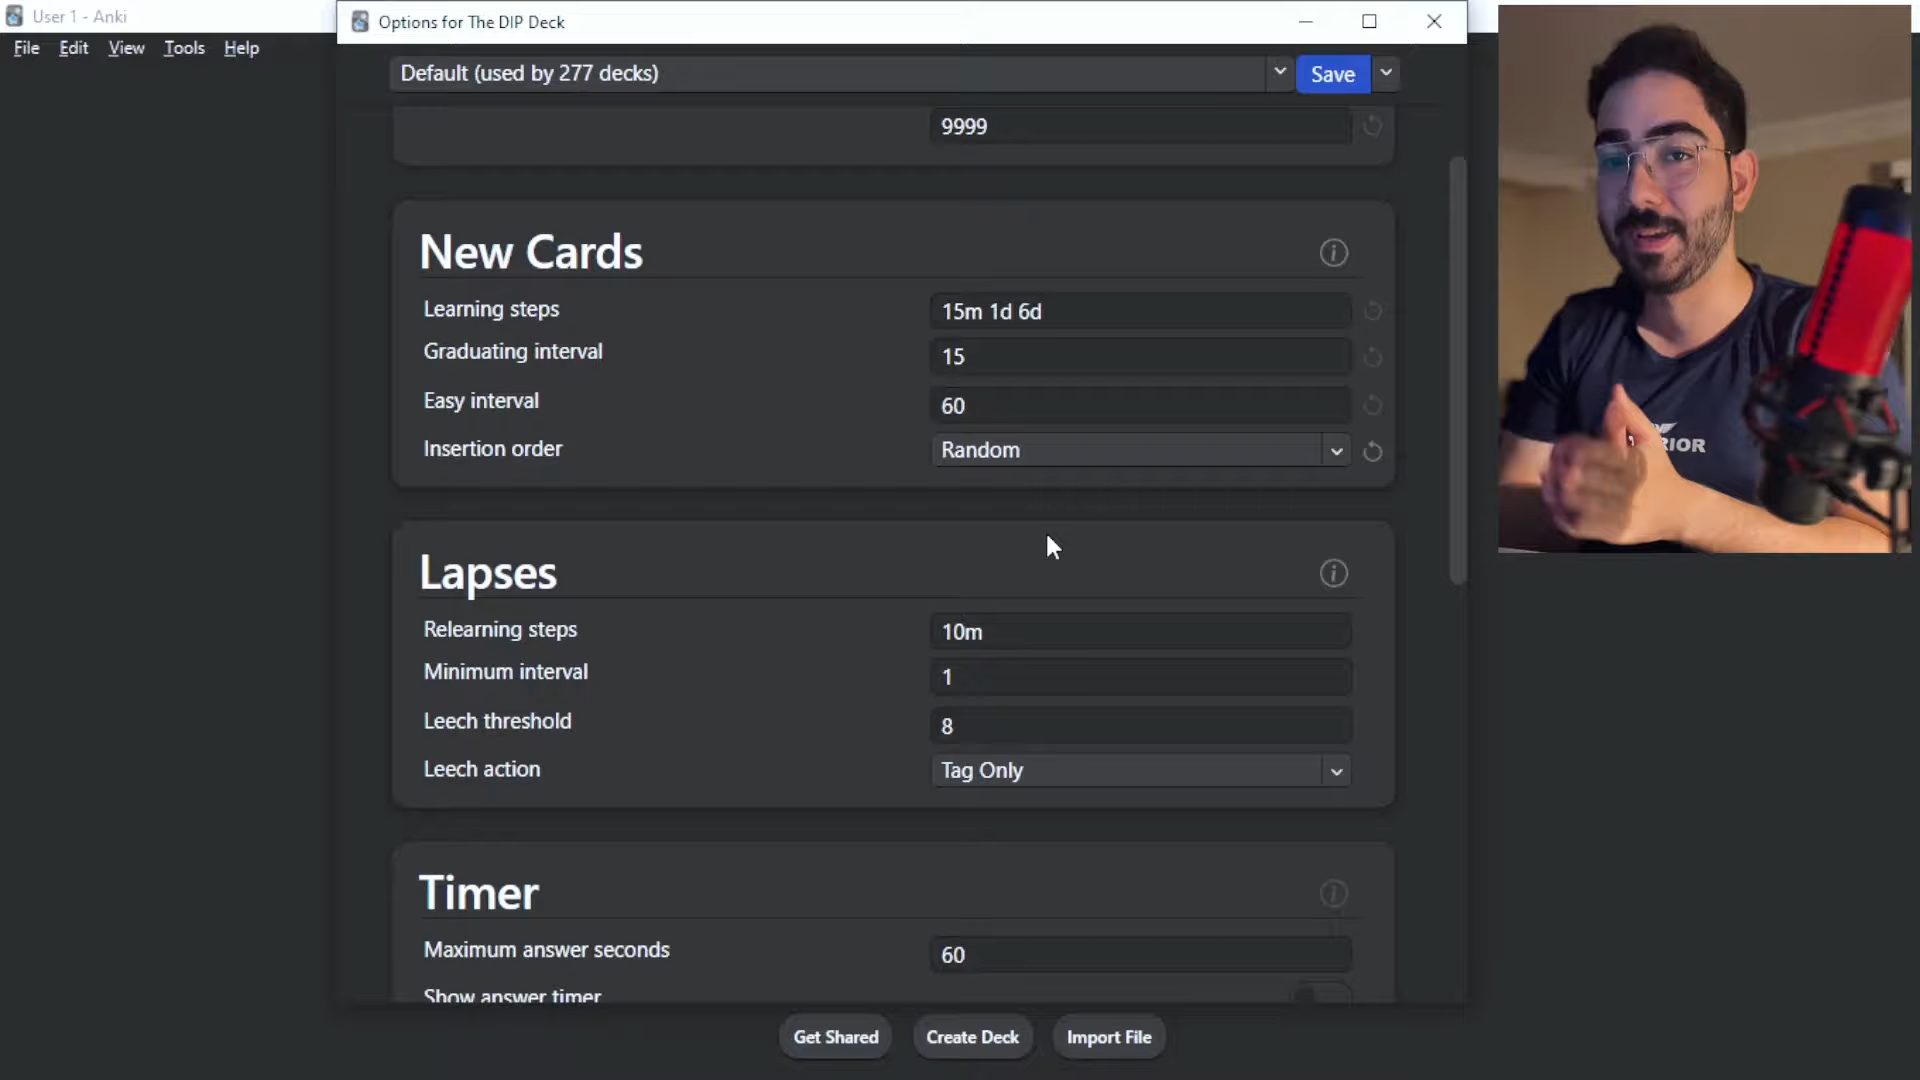 User 1 - Anki
File Edit View Tools Help
Options for The DIP Deck
Default (used by 277 decks)
Save
9999
New Cards
Learning steps
15m 1d 6d
Graduating interval
15
Easy interval
60
Insertion order
Random
Lapses
Relearning steps
10m
Minimum interval
1
Leech threshold
8
Leech action
Tag Only
Timer
Maximum answer seconds
60
Show answer timer
Get Shared
Create Deck
Import File